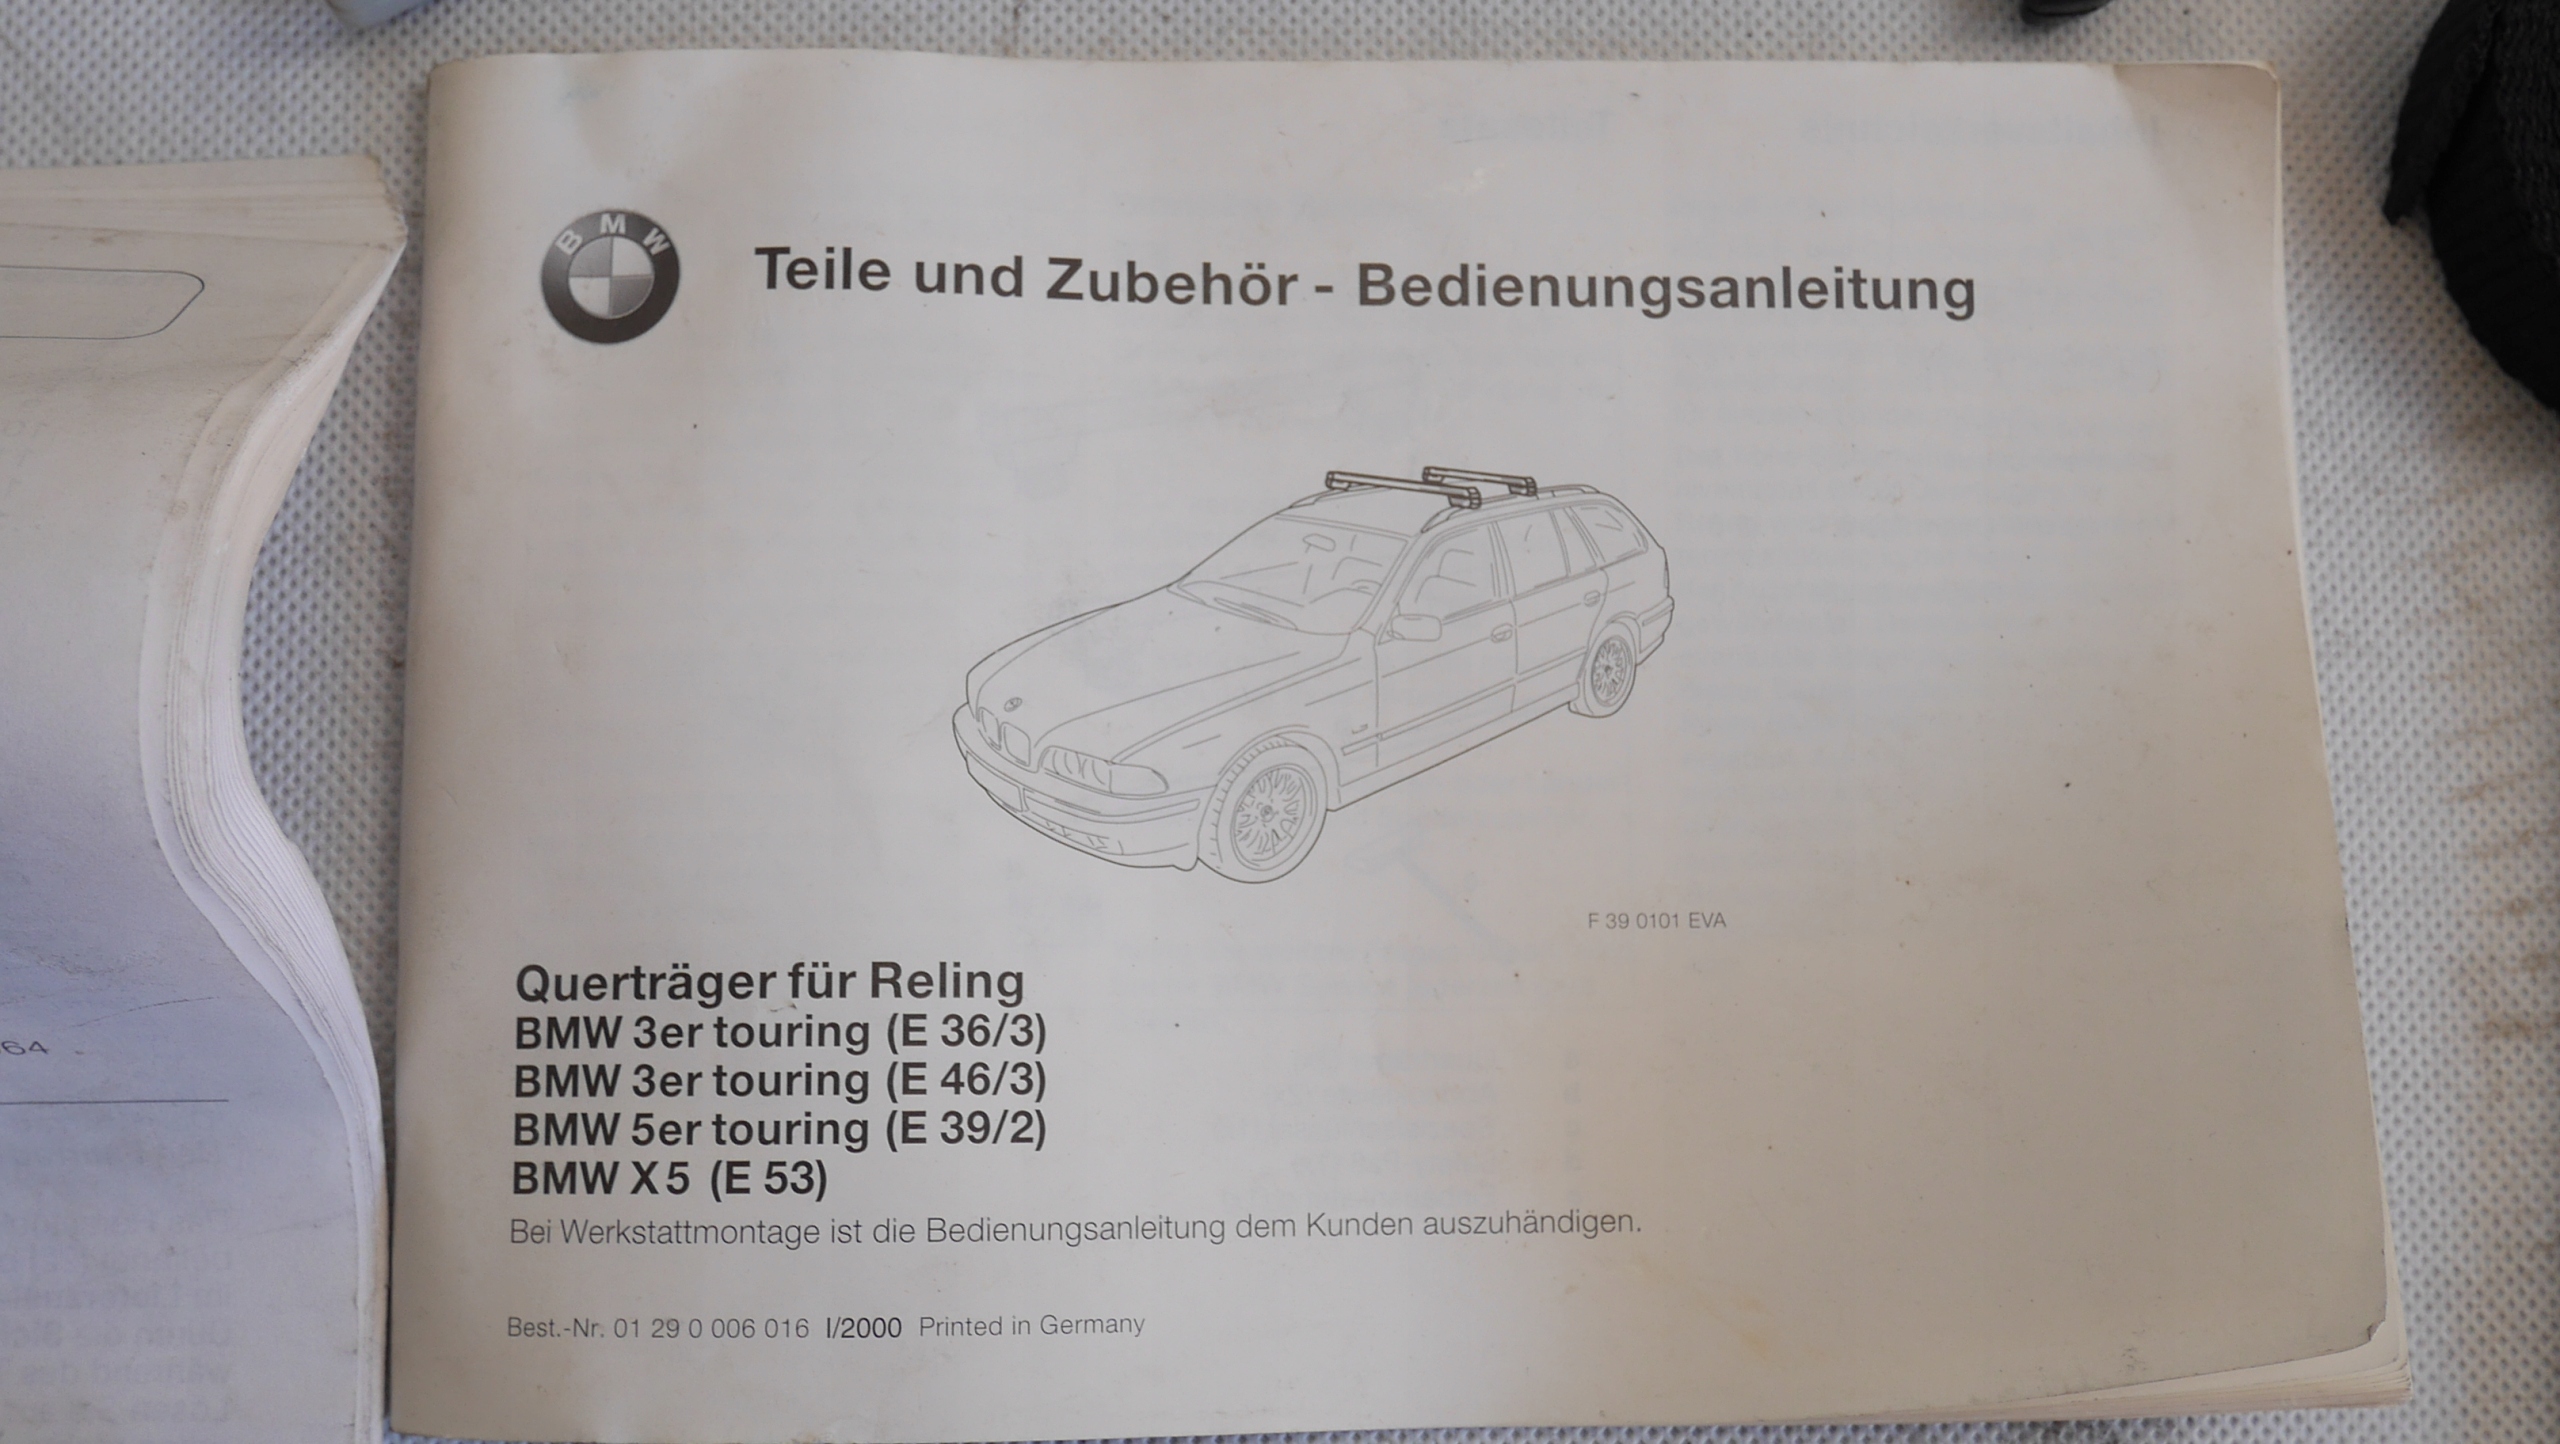 BMW
Teile und Zubehör - Bedienungsanleitung
F 39 0101 EVA
Querträger für Reling
BMW 3er touring (E 36/3)
BMW 3er touring (E 46/3)
BMW 5er touring (E 39/2)
BMW X5 (E 53)
Bei Werkstattmontage ist die Bedienungsanleitung dem Kunden auszuhändigen.
Best.-Nr. 01 29 0 006 016 I/2000 Printed in Germany
64